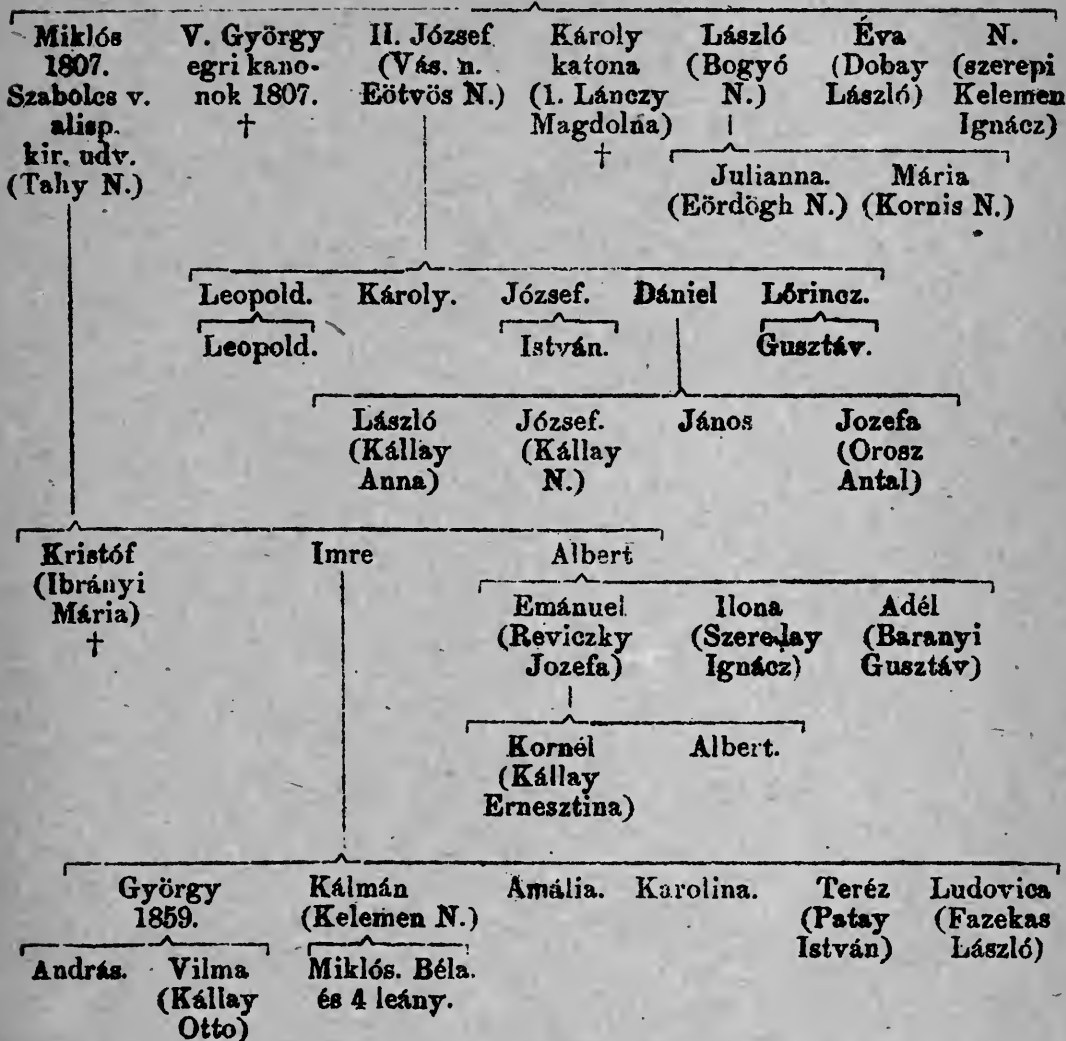 Miklós V. György II. József Károly László Éva N.
1807. egri kano- (Vás. n. katona (Bogyó (Dobay (szerepi
Szabolcs v. nok 1807. Eötvös N.) (1. Lánczy N.) László) Kelemen
alisp. † Magdolna) Ignácz)
kir. udv. †
(Tahy N.)
Julianna. Mária
(Eördögh N.) (Kornis N.)
Leopold. Károly. József. Dániel Lőrincz.
Leopold. István. Gusztáv.
László József. János Jozefa
(Kállay (Kállay (Orosz
Anna) N.) Antal)
Kristóf Imre Albert
(Ibrányi
Mária)
†
Emánuel Ilona Adél
(Reviczky (Szereday (Baranyi
Jozefa) Ignácz) Gusztáv)
Kornél Albert.
(Kállay
Ernesztina)
György Kálmán Amália. Karolina. Teréz Ludovica
1859. (Kelemen N.) (Patay (Fazekas
István) László)
András. Vilma Miklós. Béla.
(Kállay és 4 leány.
Otto)